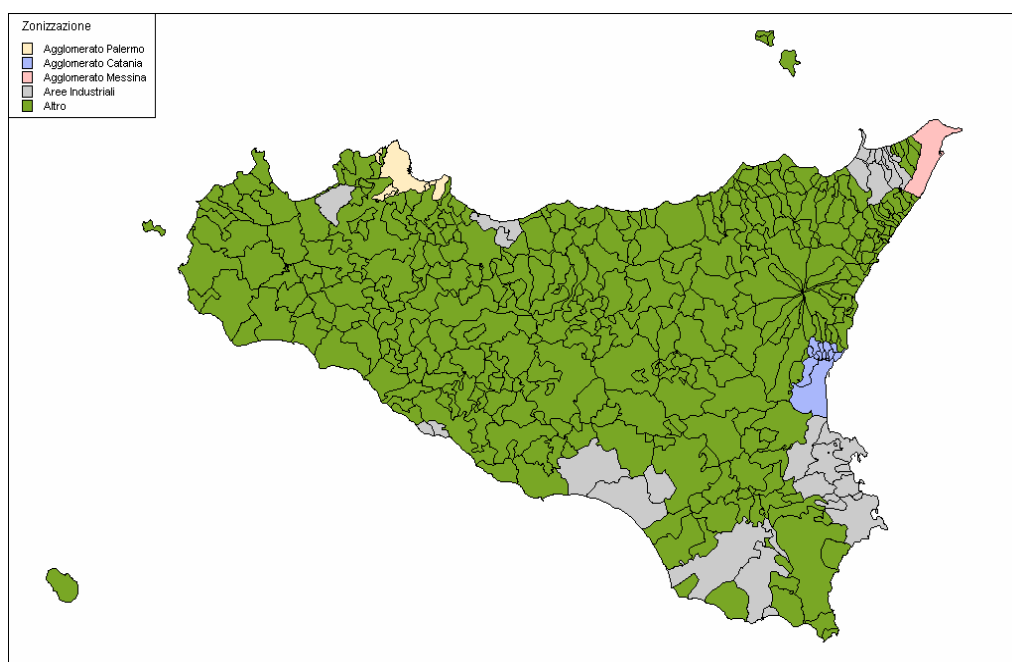 Zonizzazione
Agglomerato Palermo
Agglomerato Catania
Agglomerato Messina
Aree Industriali
Altro